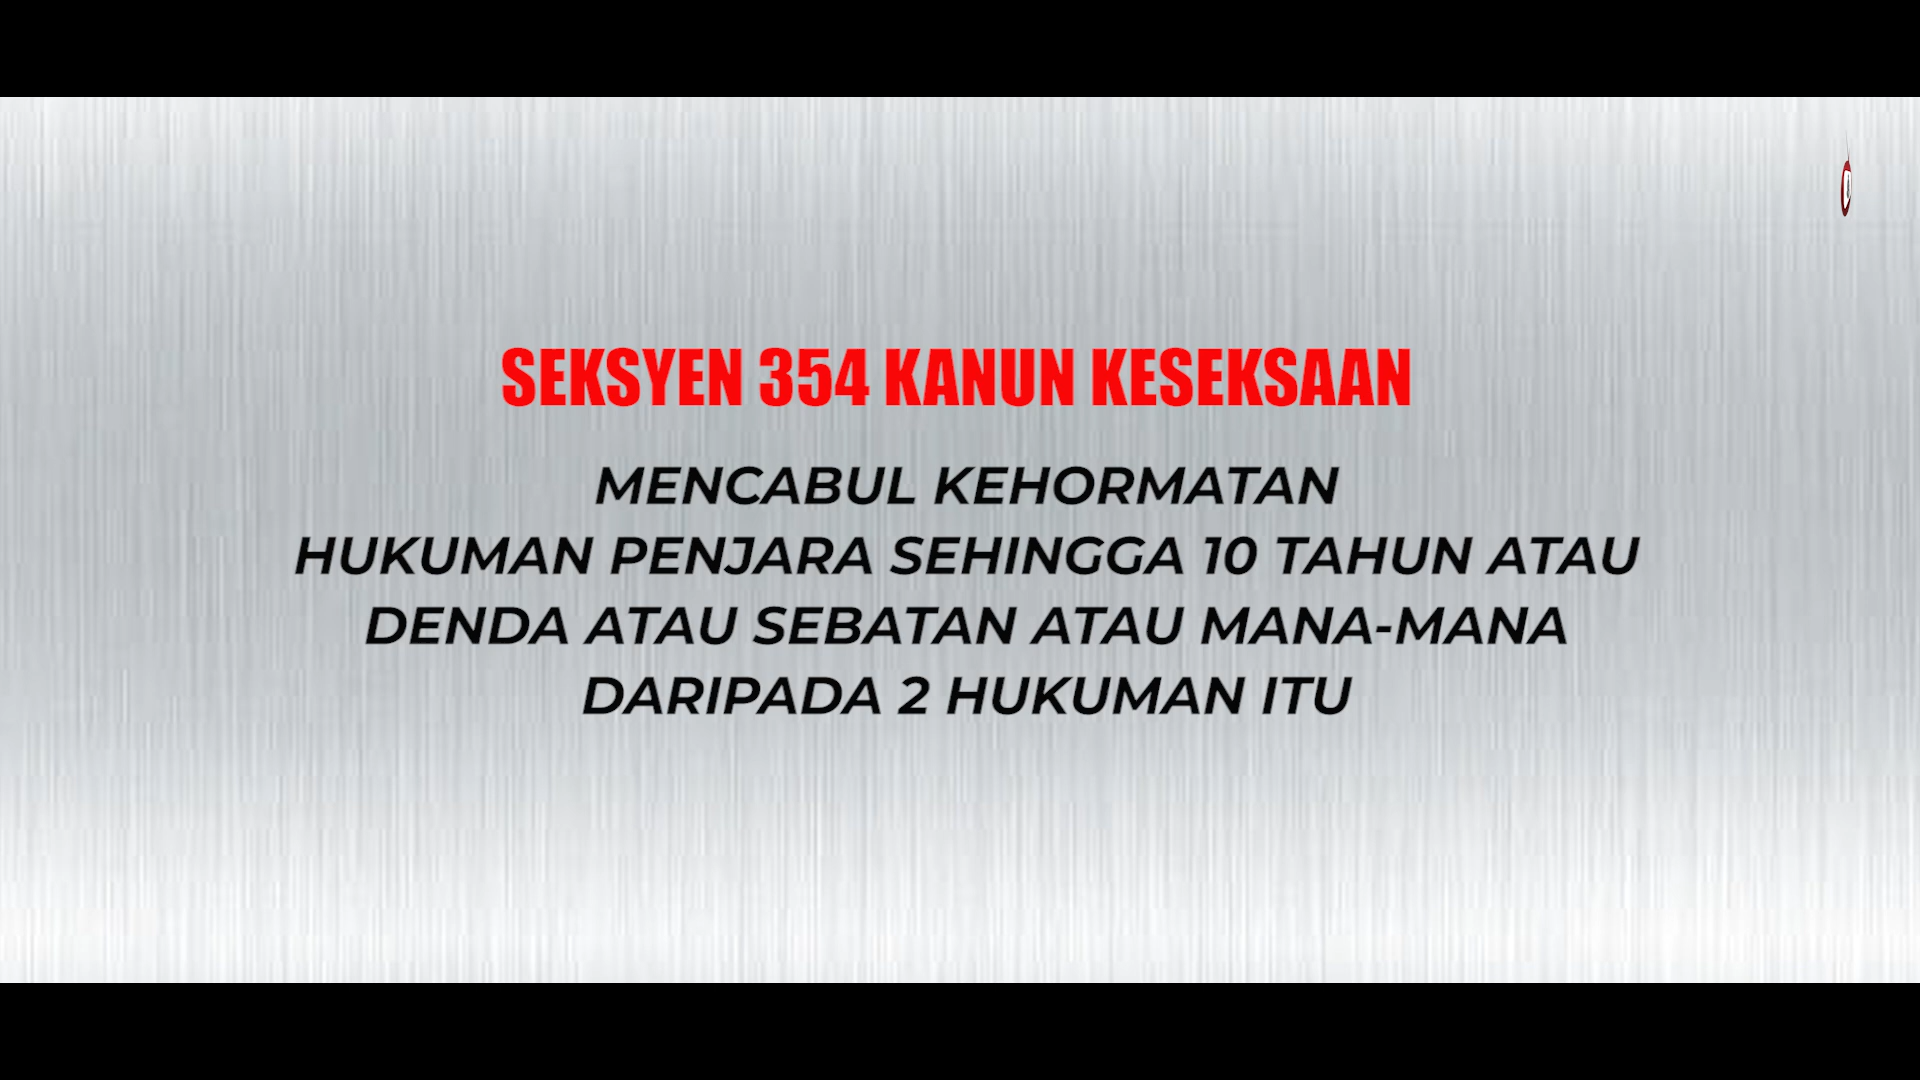 SEKSYEN 354 KANUN KESEKSAAN
MENCABUL KEHORMATAN
HUKUMAN PENJARA SEHINGGA 10 TAHUN ATAU
DENDA ATAU SEBATAN ATAU MANA-MANA
DARIPADA 2 HUKUMAN ITU